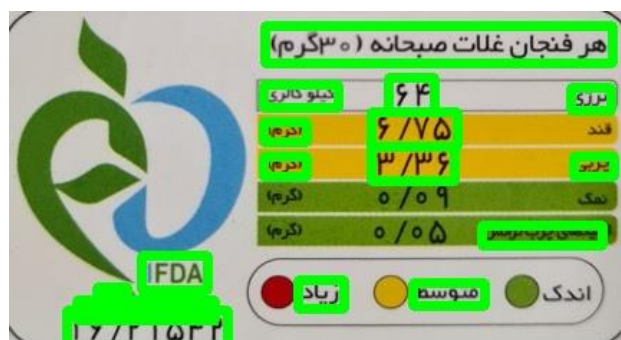 هر فنجان غلات صبحانه (۳۰گرم)
انرژی ۶۴ کیلو کالری
قند ۶/۷۵ (گرم)
چربی ۳/۳۶ (گرم)
نمک ۰/۰۹ (گرم)
اسیدهای چرب ترانس ۰/۰۵ (گرم)
IFDA
اندک متوسط زیاد